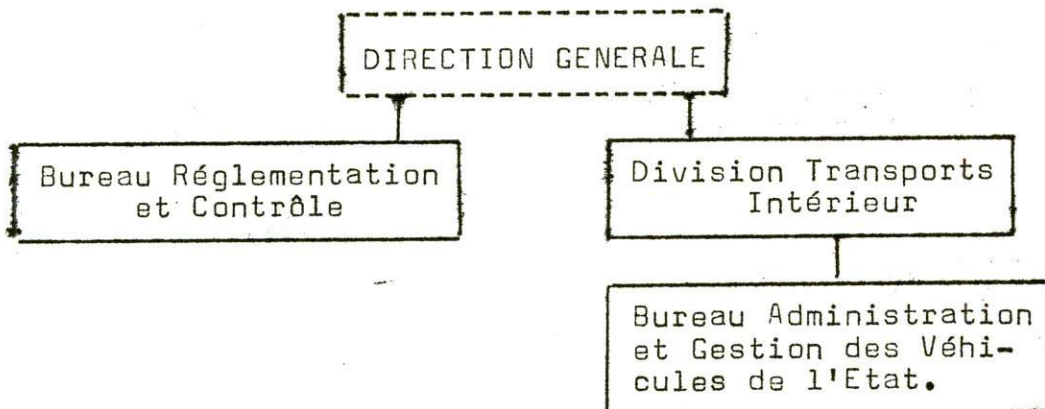 DIRECTION GENERALE
Bureau Réglementation
et Contrôle
Division Transports
Intérieur
Bureau Administration
et Gestion des Véhi-
cules de l'Etat.